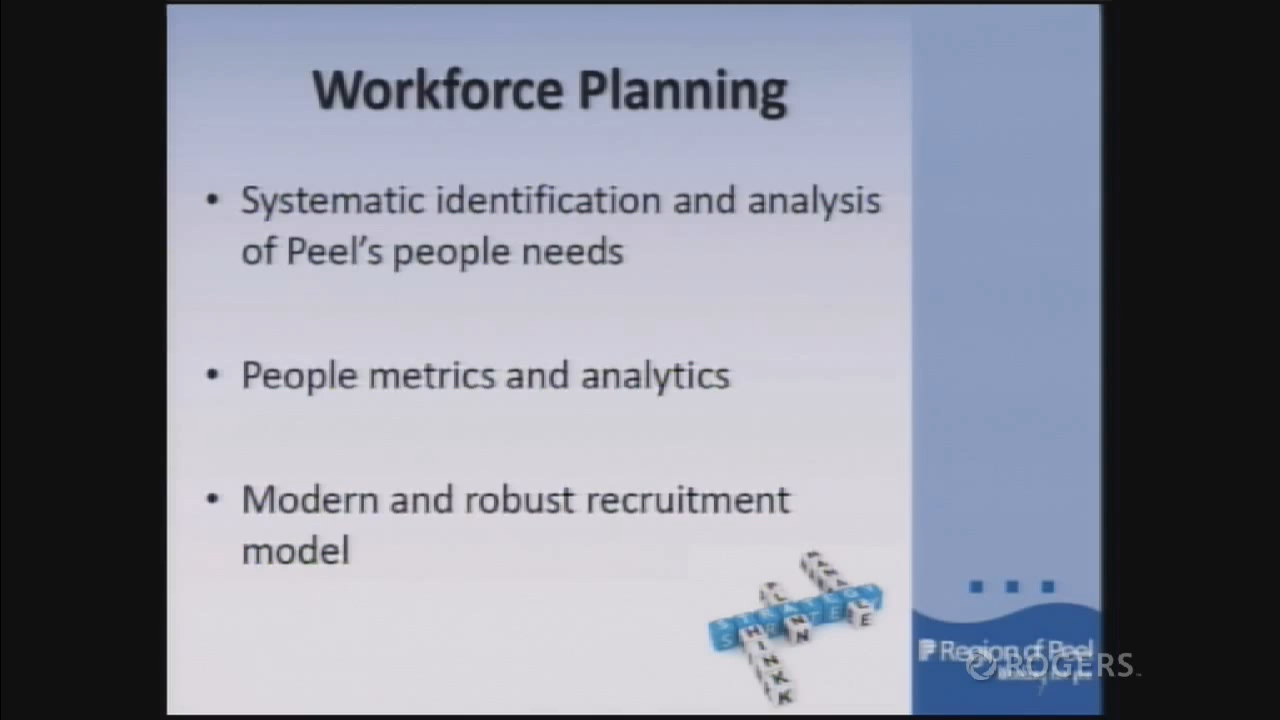 Workforce Planning
• Systematic identification and analysis
of Peel's people needs
• People metrics and analytics
• Modern and robust recruitment
model
Region of Peel
ROGERS